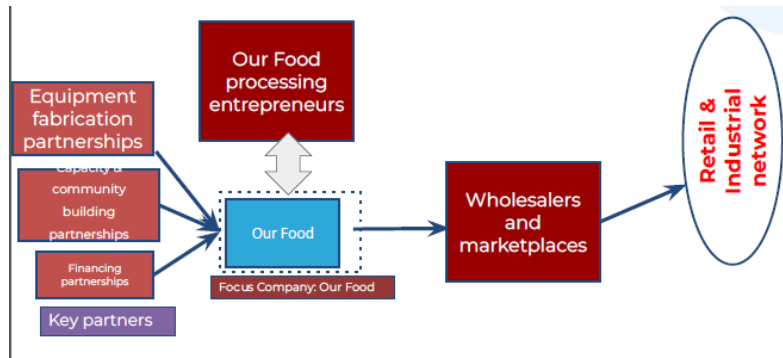 Our Food
processing
entrepreneurs
Equipment
fabrication
partnerships
Capacity &
community
building
partnerships
Financing
partnerships
Key partners
Our Food
Focus Company: Our Food
Wholesalers
and
marketplaces
Retail &
Industrial
network